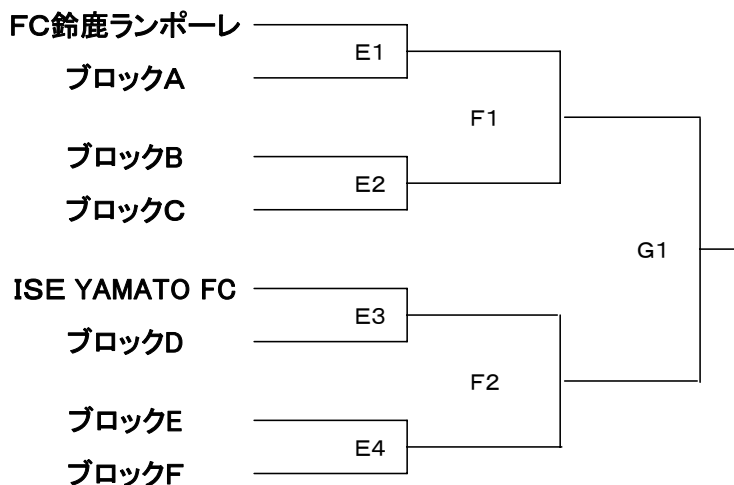 FC鈴鹿ランポーレ
E1
ブロックA
F1
ブロックB
E2
ブロックC
G1
ISE YAMATO FC
E3
ブロックD
F2
ブロックE
E4
ブロックF